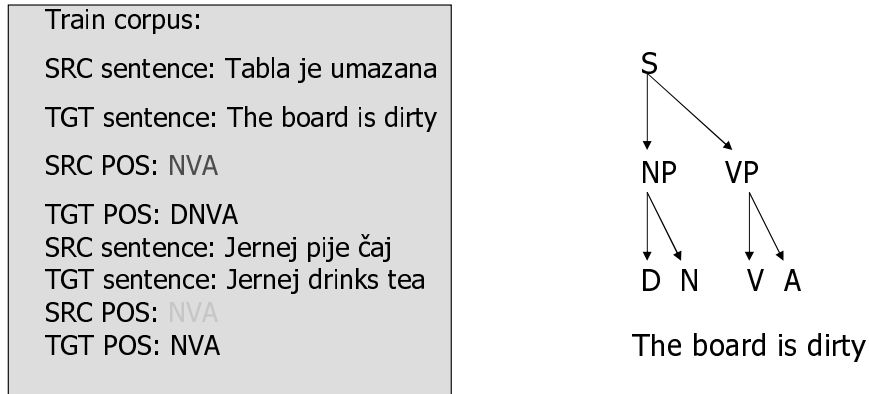 Train corpus:
SRC sentence: Tabla je umazana
TGT sentence: The board is dirty
SRC POS: NVA
TGT POS: DNVA
SRC sentence: Jernej pije čaj
TGT sentence: Jernej drinks tea
SRC POS: NVA
TGT POS: NVA
S
NP VP
D N V A
The board is dirty